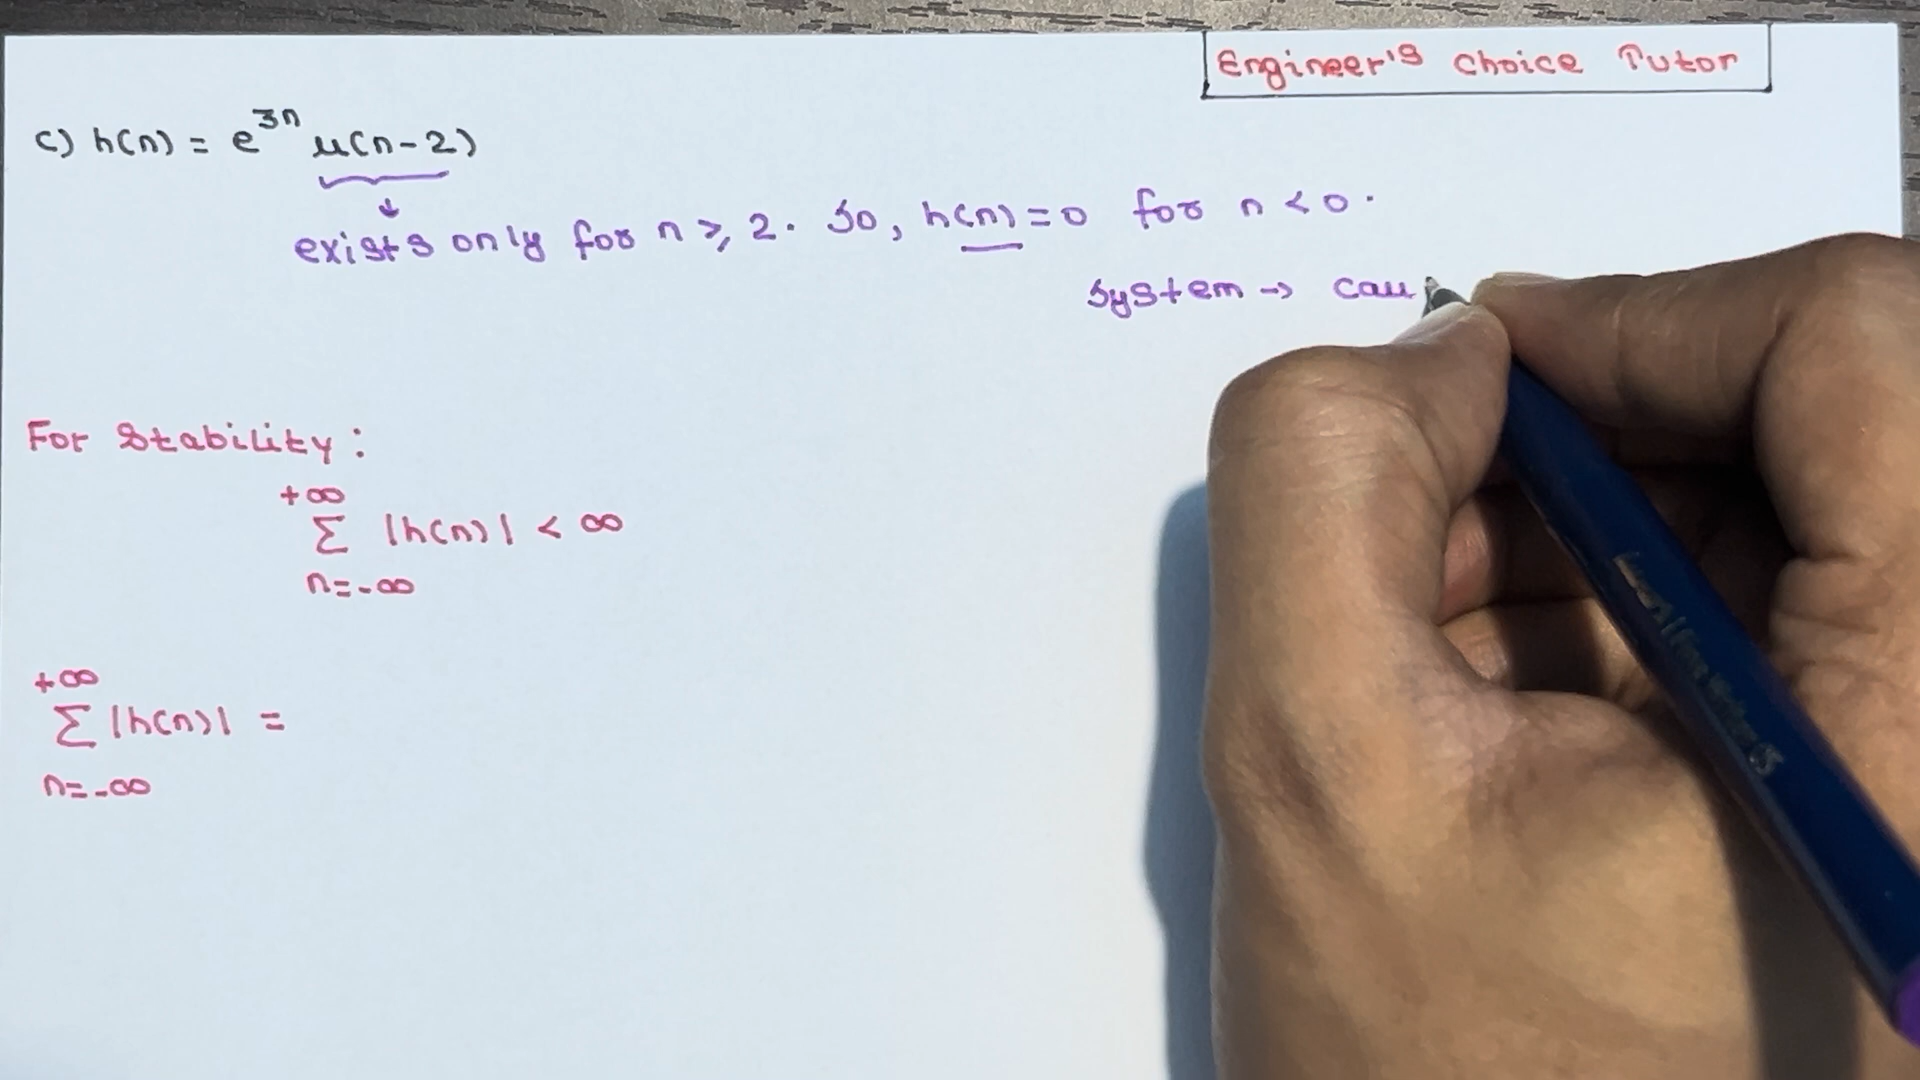 Engineer's Choice Tutor
c) h(n) = e^{3n} u(n-2)
exists only for n ≥ 2. So, h(n) = 0 for n < 0.
System → cau
For Stability:
+∞
Σ |h(n)| < ∞
n=-∞
+∞
Σ |h(n)| =
n=-∞